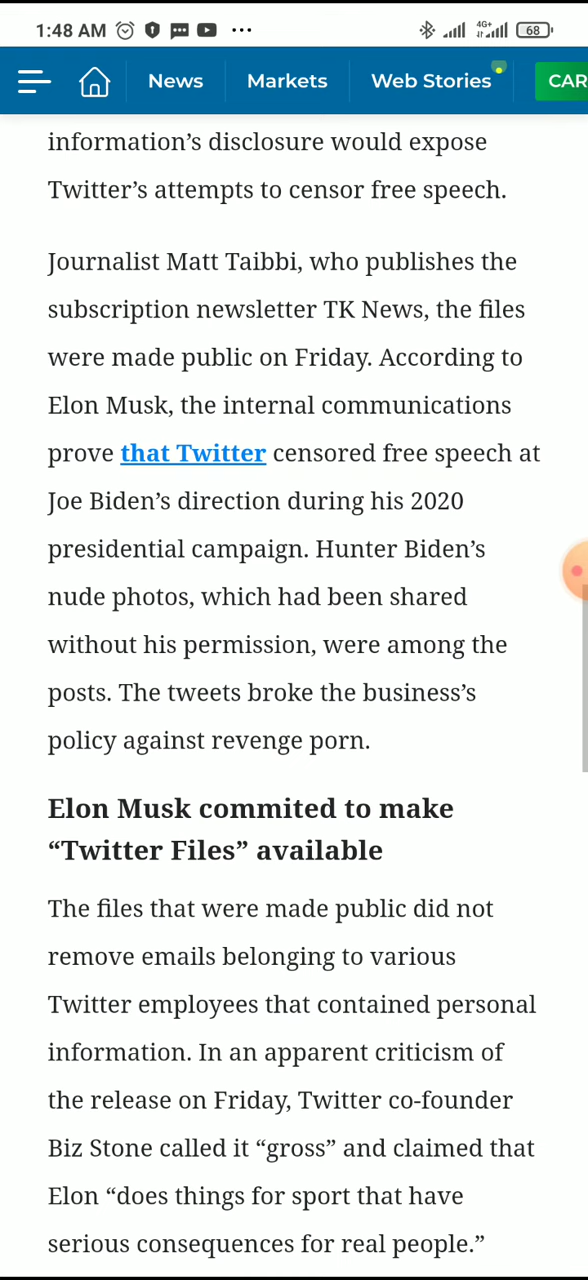 1:48 AM
4G+
68
News
Markets
Web Stories
CAR
information’s disclosure would expose
Twitter’s attempts to censor free speech.
Journalist Matt Taibbi, who publishes the
subscription newsletter TK News, the files
were made public on Friday. According to
Elon Musk, the internal communications
prove that Twitter censored free speech at
Joe Biden’s direction during his 2020
presidential campaign. Hunter Biden’s
nude photos, which had been shared
without his permission, were among the
posts. The tweets broke the business’s
policy against revenge porn.
Elon Musk commited to make
“Twitter Files” available
The files that were made public did not
remove emails belonging to various
Twitter employees that contained personal
information. In an apparent criticism of
the release on Friday, Twitter co-founder
Biz Stone called it “gross” and claimed that
Elon “does things for sport that have
serious consequences for real people.”